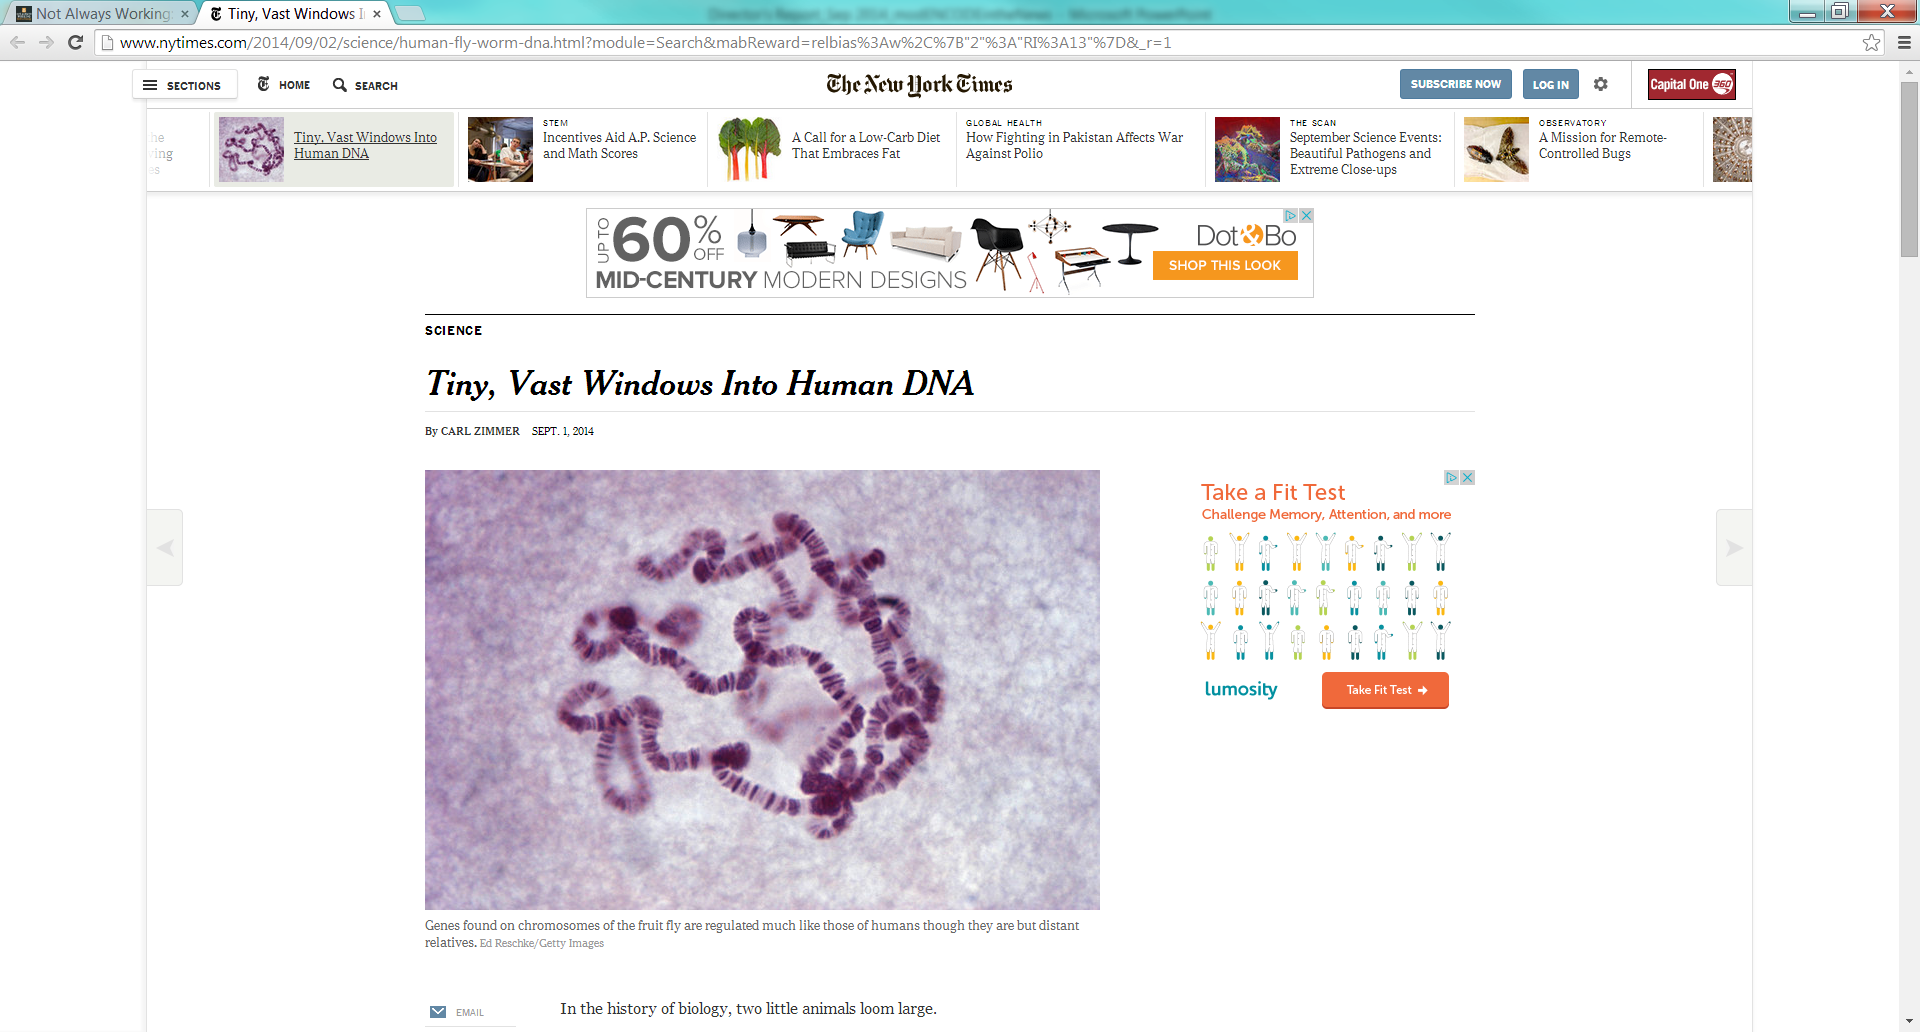 Not Always Working:
Tiny, Vast Windows I
www.nytimes.com/2014/09/02/science/human-fly-worm-dna.html?module=Search&mabReward=relbias%3Aw%2C%7B"2"%3A"RI%3A13"%7D&_r=1
SECTIONS
HOME
SEARCH
The New York Times
SUBSCRIBE NOW
LOG IN
Capital One 360
Tiny, Vast Windows Into
Human DNA
STEM
Incentives Aid A.P. Science
and Math Scores
A Call for a Low-Carb Diet
That Embraces Fat
GLOBAL HEALTH
How Fighting in Pakistan Affects War
Against Polio
THE SCAN
September Science Events:
Beautiful Pathogens and
Extreme Close-ups
OBSERVATORY
A Mission for Remote-
Controlled Bugs
UP TO 60% OFF
MID-CENTURY MODERN DESIGNS
Dot&Bo
SHOP THIS LOOK
SCIENCE
Tiny, Vast Windows Into Human DNA
By CARL ZIMMER SEPT. 1, 2014
Take a Fit Test
Challenge Memory, Attention, and more
lumosity
Take Fit Test
Genes found on chromosomes of the fruit fly are regulated much like those of humans though they are but distant
relatives. Ed Reschke/Getty Images
EMAIL
In the history of biology, two little animals loom large.